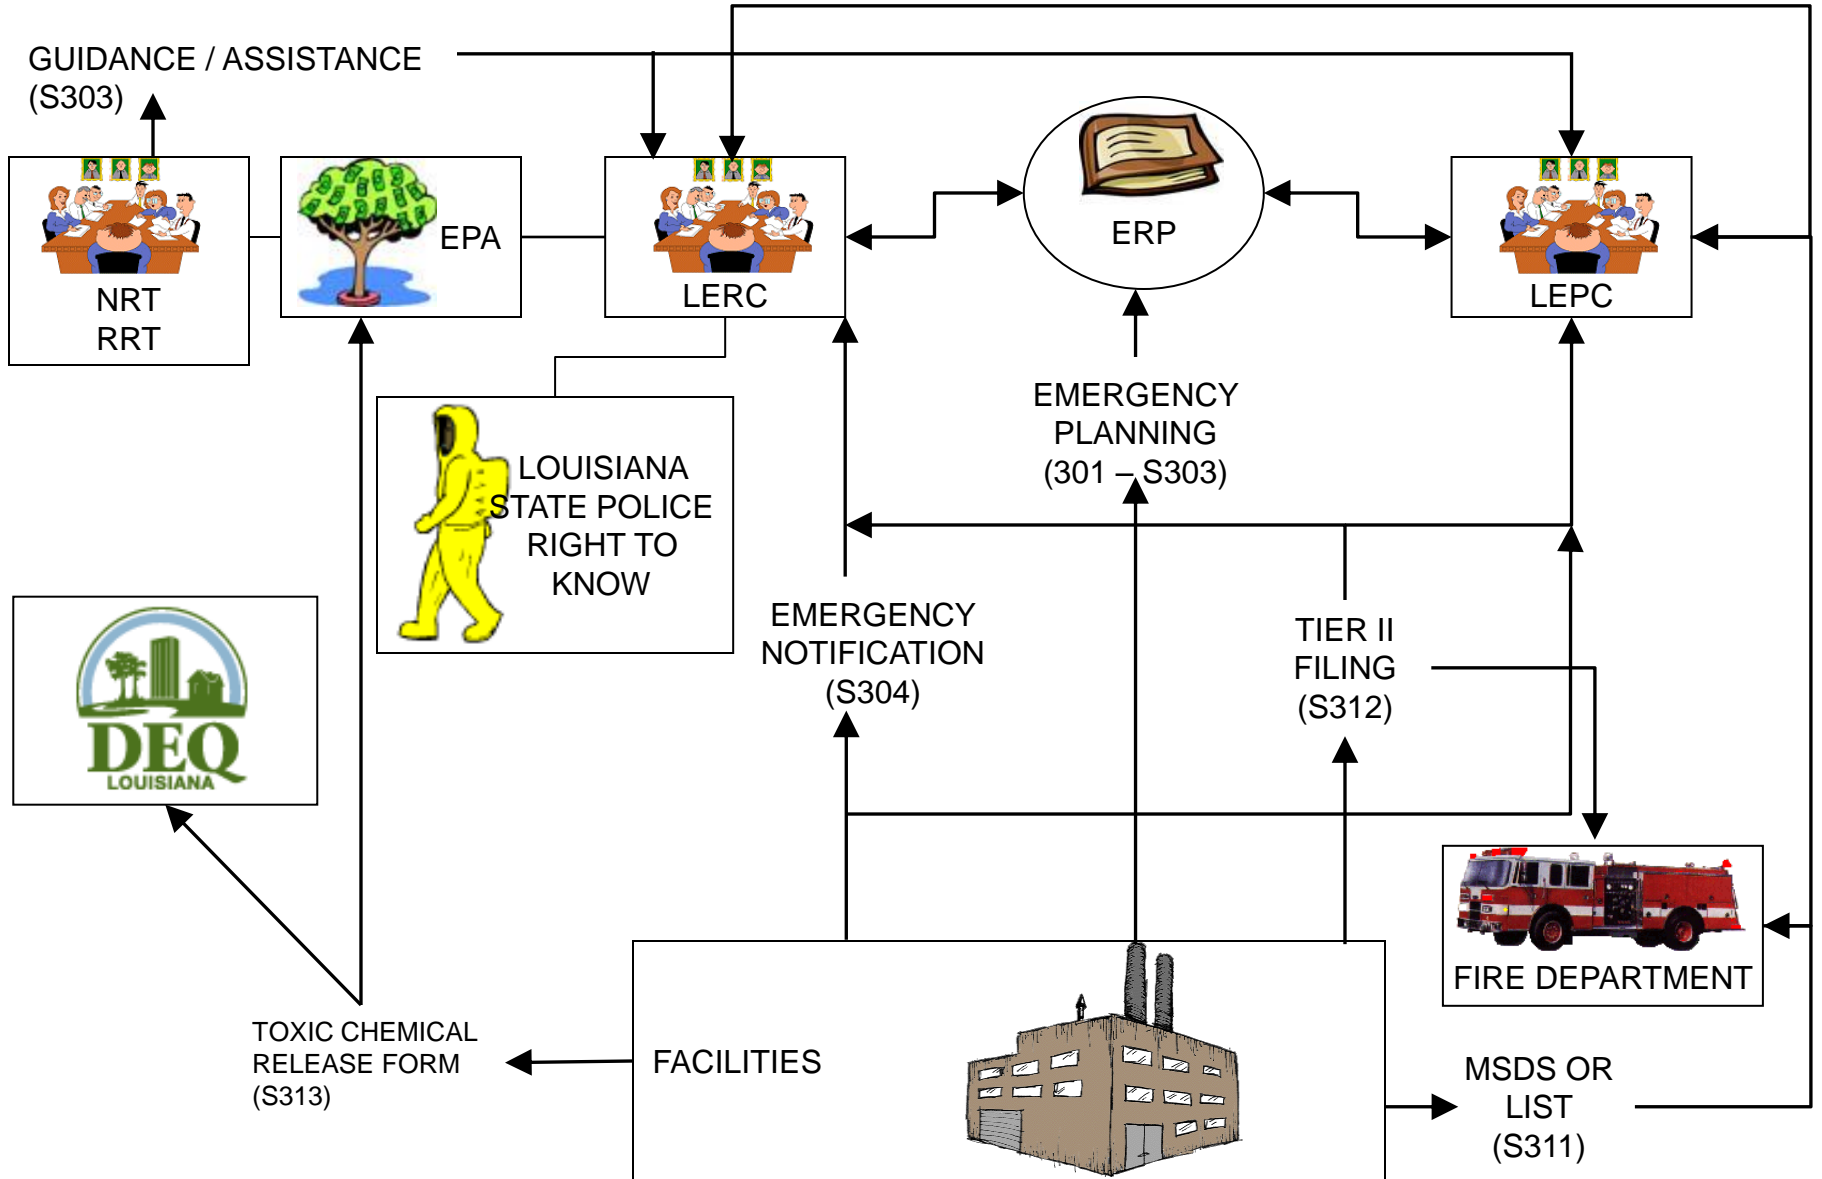 GUIDANCE / ASSISTANCE
(S303)
NRT
RRT
EPA
LERC
ERP
LEPC
LOUISIANA
STATE POLICE
RIGHT TO
KNOW
EMERGENCY
PLANNING
(301 – S303)
EMERGENCY
NOTIFICATION
(S304)
TIER II
FILING
(S312)
DEQ
LOUISIANA
FIRE DEPARTMENT
TOXIC CHEMICAL
RELEASE FORM
(S313)
FACILITIES
MSDS OR
LIST
(S311)